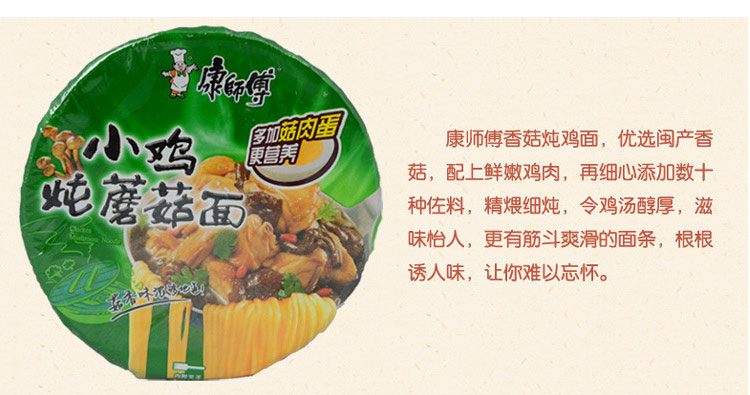 康師傅
多加菇肉蛋
更营养
小鸡
炖蘑菇面
康师傅香菇炖鸡面，优选闽产香
菇，配上鲜嫩鸡肉，再细心添加数十
种佐料，精煨细炖，令鸡汤醇厚，滋
味怡人，更有筋斗爽滑的面条，根根
诱人味，让你难以忘怀。